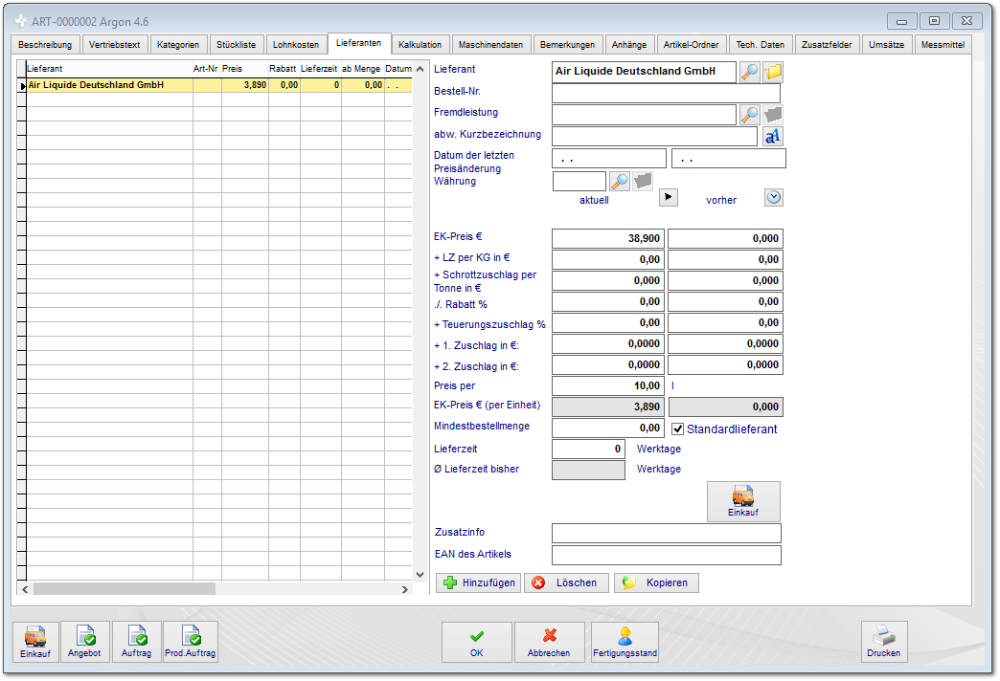 ART-0000002 Argon 4.6
Beschreibung Vertriebstext Kategorien Stückliste Lohnkosten Lieferanten Kalkulation Maschinendaten Bemerkungen Anhänge Artikel-Ordner Tech. Daten Zusatzfelder Umsätze Messmittel
Lieferant Art-Nr Preis Rabatt Lieferzeit ab Menge Datum
Air Liquide Deutschland GmbH 3,890 0,00 0 0,00 . .
Lieferant Air Liquide Deutschland GmbH
Bestell-Nr.
Fremdleistung
abw. Kurzbezeichnung aA
Datum der letzten
Preisänderung . . . .
Währung
aktuell vorher
EK-Preis € 38,900 0,000
+ LZ per KG in € 0,00 0,00
+ Schrottzuschlag per
Tonne in € 0,000 0,000
./. Rabatt % 0,00 0,00
+ Teuerungszuschlag % 0,00 0,00
+ 1. Zuschlag in €: 0,0000 0,0000
+ 2. Zuschlag in €: 0,0000 0,0000
Preis per 10,00 l
EK-Preis € (per Einheit) 3,890 0,000
Mindestbestellmenge 0,00 Standardlieferant
Lieferzeit 0 Werktage
Ø Lieferzeit bisher Werktage
Einkauf
Zusatzinfo
EAN des Artikels
Hinzufügen Löschen Kopieren
Einkauf Angebot Auftrag Prod.Auftrag OK Abbrechen Fertigungsstand Drucken